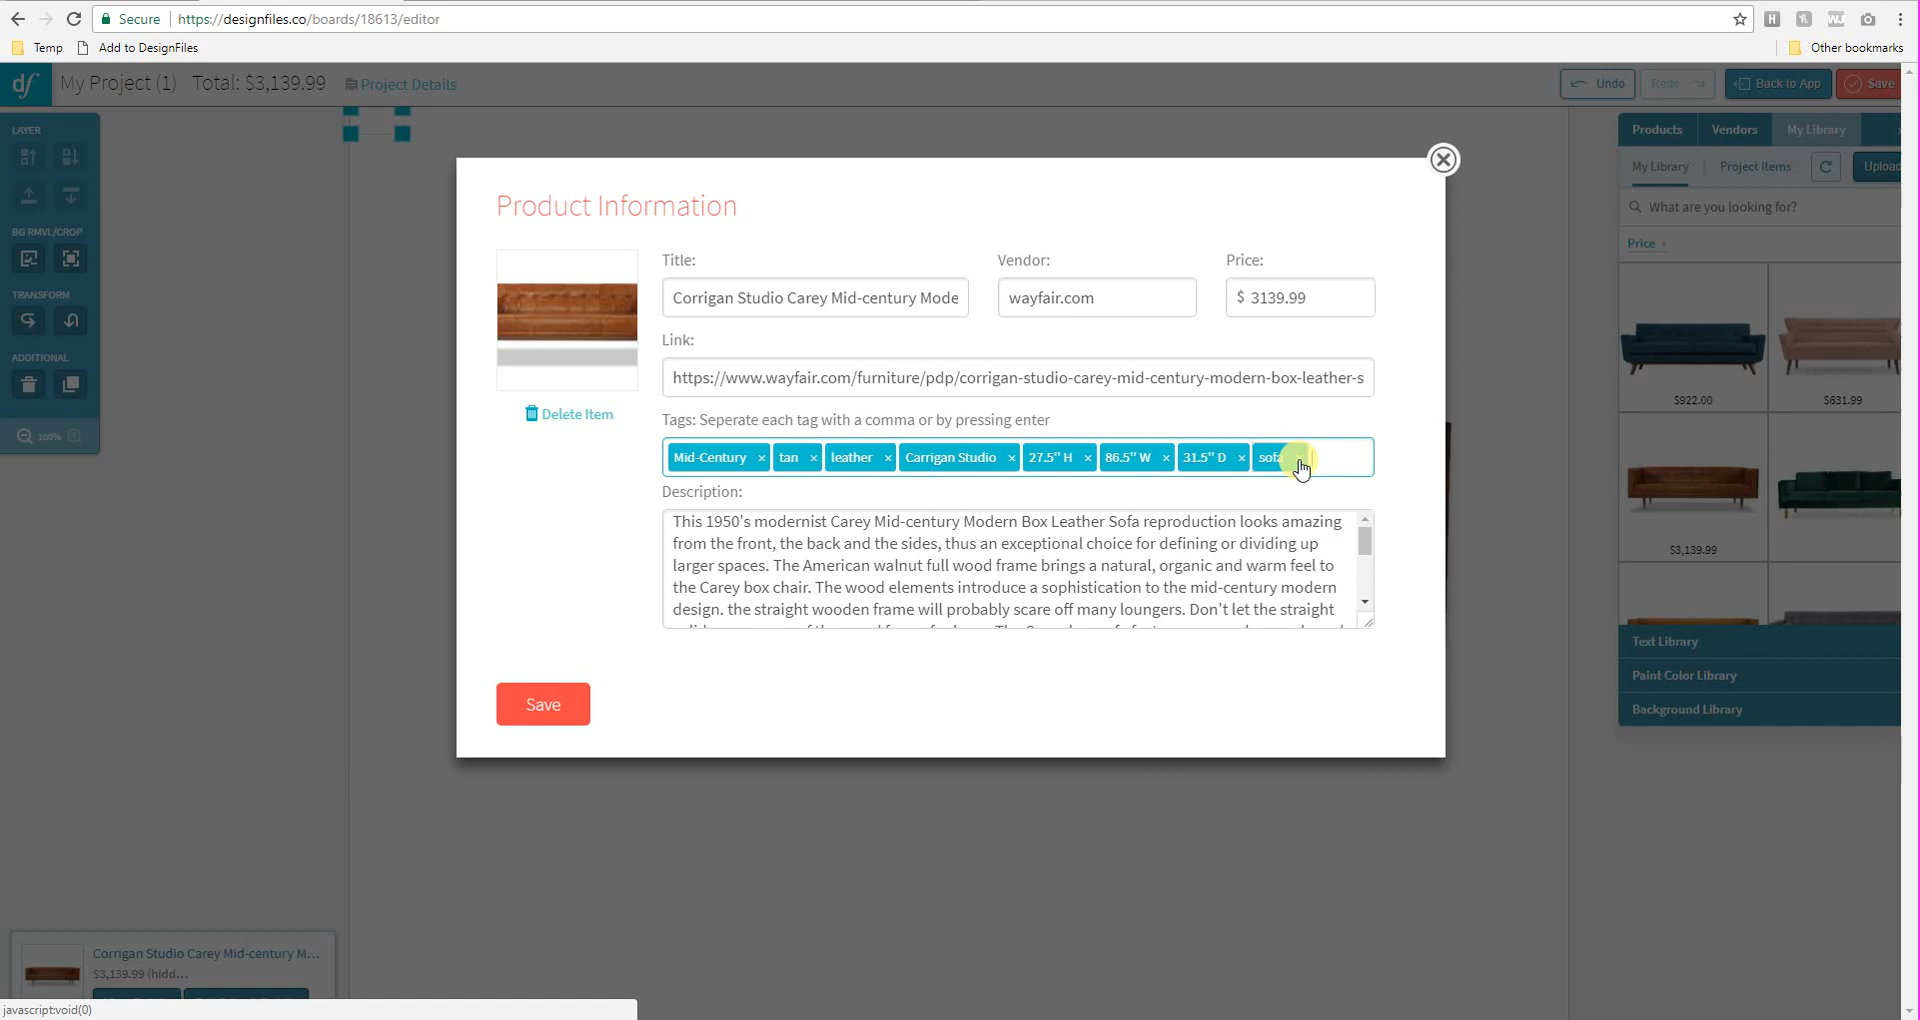 Secure https://designfiles.co/boards/18613/editor
Temp Add to DesignFiles Other bookmarks
df My Project (1) Total: $3,139.99 Project Details Undo Redo Back to App Save
LAYER
BG RMVL/CROP
TRANSFORM
ADDITIONAL
100%
Product Information
Title: Vendor: Price:
Corrigan Studio Carey Mid-century Mode wayfair.com $ 3139.99
Link:
https://www.wayfair.com/furniture/pdp/corrigan-studio-carey-mid-century-modern-box-leather-s
Delete Item
Tags: Seperate each tag with a comma or by pressing enter
Mid-Century × tan × leather × Carrigan Studio × 27.5" H × 86.5" W × 31.5" D × sofa
Description:
This 1950's modernist Carey Mid-century Modern Box Leather Sofa reproduction looks amazing
from the front, the back and the sides, thus an exceptional choice for defining or dividing up
larger spaces. The American walnut full wood frame brings a natural, organic and warm feel to
the Carey box chair. The wood elements introduce a sophistication to the mid-century modern
design. the straight wooden frame will probably scare off many loungers. Don't let the straight
Save
Products Vendors My Library
My Library Project Items Upload
What are you looking for?
Price
$922.00 $631.99
$3,139.99
Text Library
Paint Color Library
Background Library
Corrigan Studio Carey Mid-century M...
$3,139.99 (hidd...
javascript:void(0)